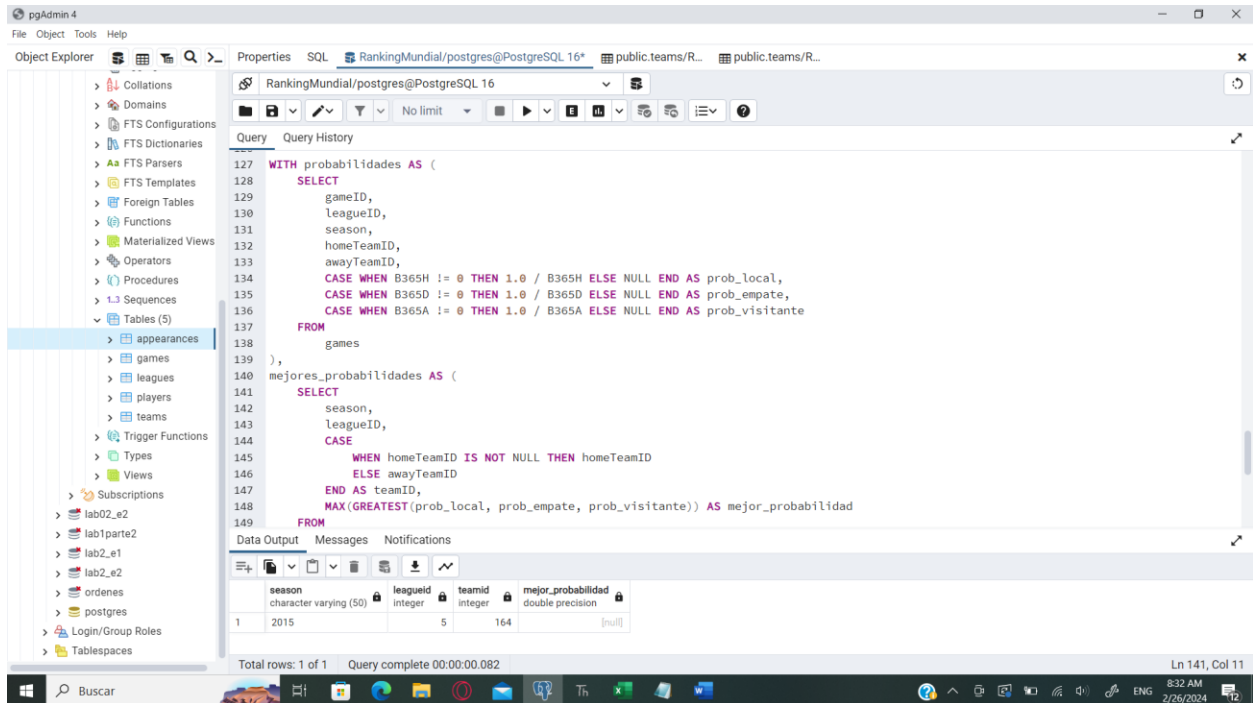 pgAdmin 4
File Object Tools Help
Object Explorer
Properties SQL RankingMundial/postgres@PostgreSQL 16* public.teams/R... public.teams/R...
Collations
Domains
FTS Configurations
FTS Dictionaries
Aa FTS Parsers
FTS Templates
Foreign Tables
Functions
Materialized Views
Operators
Procedures
1..3 Sequences
Tables (5)
appearances
games
leagues
players
teams
Trigger Functions
Types
Views
Subscriptions
lab02_e2
lab1parte2
lab2_e1
lab2_e2
ordenes
postgres
Login/Group Roles
Tablespaces
RankingMundial/postgres@PostgreSQL 16
No limit
E
Query Query History
127 WITH probabilidades AS (
128 SELECT
129 gameID,
130 leagueID,
131 season,
132 homeTeamID,
133 awayTeamID,
134 CASE WHEN B365H != 0 THEN 1.0 / B365H ELSE NULL END AS prob_local,
135 CASE WHEN B365D != 0 THEN 1.0 / B365D ELSE NULL END AS prob_empate,
136 CASE WHEN B365A != 0 THEN 1.0 / B365A ELSE NULL END AS prob_visitante
137 FROM
138 games
139 ),
140 mejores_probabilidades AS (
141 SELECT
142 season,
143 leagueID,
144 CASE
145 WHEN homeTeamID IS NOT NULL THEN homeTeamID
146 ELSE awayTeamID
147 END AS teamID,
148 MAX(GREATEST(prob_local, prob_empate, prob_visitante)) AS mejor_probabilidad
149 FROM
Data Output Messages Notifications
season leagueid teamid mejor_probabilidad
character varying (50) integer integer double precision
1 2015 5 164 [null]
Total rows: 1 of 1 Query complete 00:00:00.082 Ln 141, Col 11
Buscar
Th
ENG
8:32 AM
2/26/2024
12